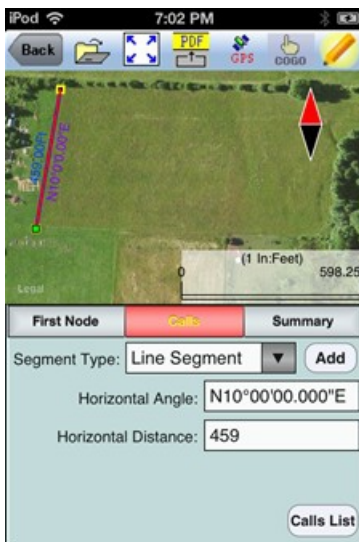 iPod 7:02 PM
Back PDF GPS COGO
459.00Ft
N10°0'0.00"E
(1 In:Feet)
0 598.25
Legal
First Node Calls Summary
Segment Type: Line Segment Add
Horizontal Angle: N10°00'00.000"E
Horizontal Distance: 459
Calls List